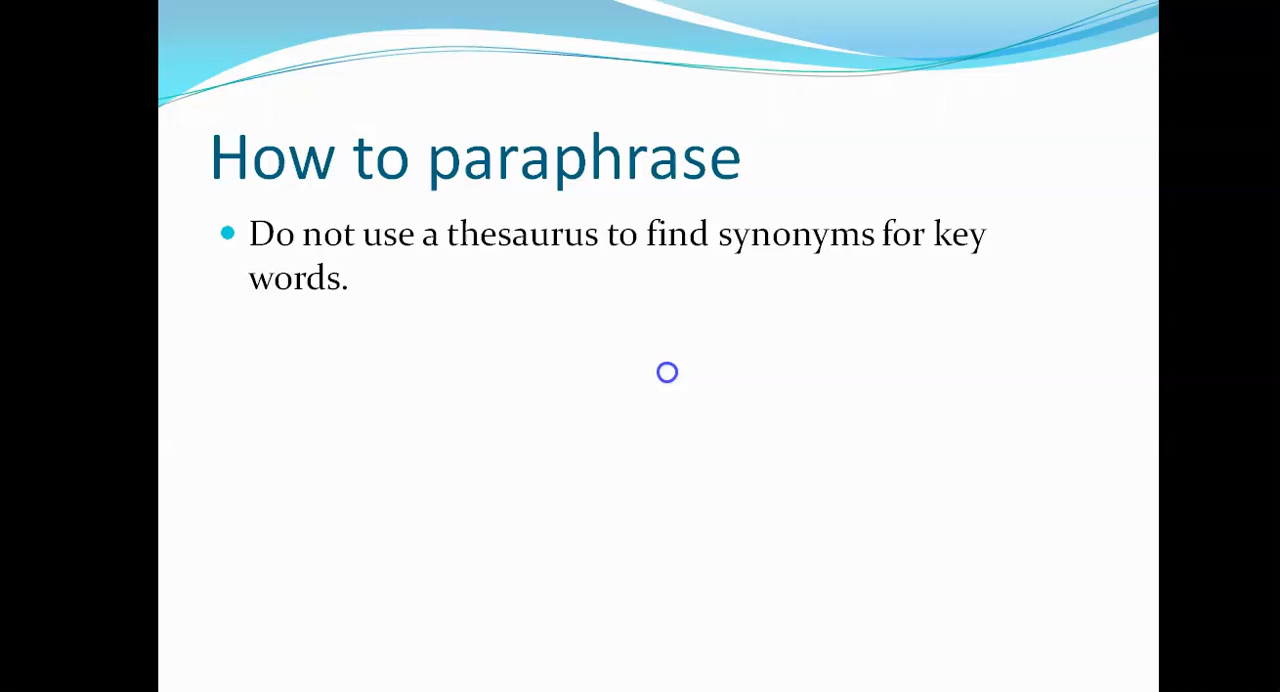 How to paraphrase
Do not use a thesaurus to find synonyms for key
words.